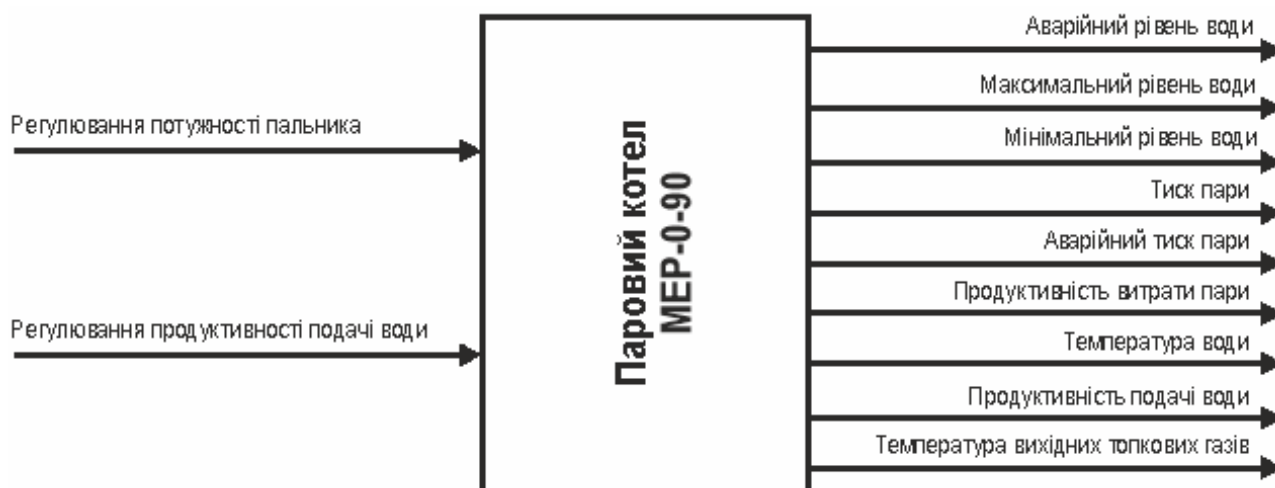 Регулювання потужності пальника
Регулювання продуктивності подачі води
Паровий котел
МЕР-0-90
Аварійний рівень води
Максимальний рівень води
Мінімальний рівень води
Тиск пари
Аварійний тиск пари
Продуктивність витрати пари
Температура води
Продуктивність подачі води
Температура вихідних топкових газів